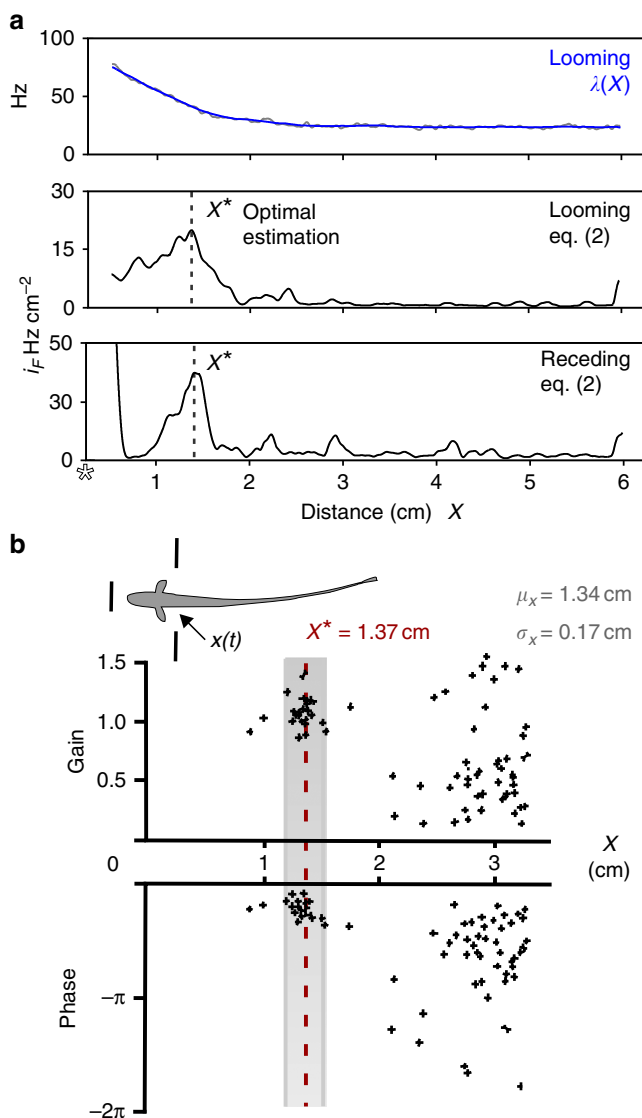 a
100
50
0
Hz
Looming
λ(X)
30
15
0
X*
Optimal
estimation
Looming
eq. (2)
i_F Hz cm⁻²
50
30
0
X*
Receding
eq. (2)
1 2 3 4 5 6
Distance (cm) X
b
x(t)
X* = 1.37 cm
μ_x = 1.34 cm
σ_x = 0.17 cm
1.5
1.0
0.5
Gain
0 1 2 3
X
(cm)
Phase
−π
−2π